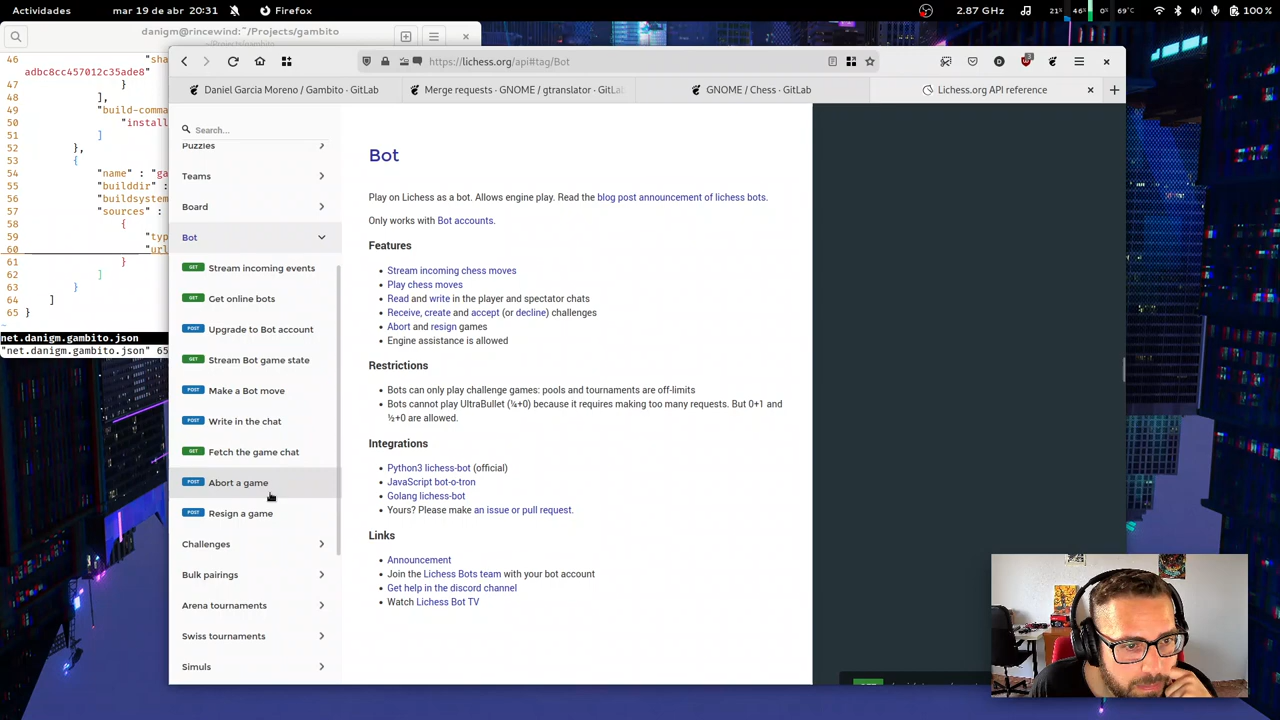 Actividades
mar 19 de abr 20:31
Firefox
2.87 GHz
21%
46%
0%
69°C
100 %
danigm@rincewind:~/Projects/gambito
~/Projects/gambito
46 "sha
adbc8cc457012c35ade8"
47 }
48 ],
49 "build-comma
50 "install
51 ]
52 },
53 {
54 "name" : "ga
55 "builddir"
56 "buildsystem
57 "sources" :
58 {
59 "typ
60 "url
61 }
62 ]
63 }
64 ]
65 }
~
net.danigm.gambito.json
"net.danigm.gambito.json" 65
https://lichess.org/api#tag/Bot
3
Daniel Garcia Moreno / Gambito · GitLab
Merge requests · GNOME / gtranslator · GitLab
GNOME / Chess · GitLab
Lichess.org API reference
Search...
Puzzles
Teams
Board
Bot
GET Stream incoming events
GET Get online bots
POST Upgrade to Bot account
GET Stream Bot game state
POST Make a Bot move
POST Write in the chat
GET Fetch the game chat
POST Abort a game
POST Resign a game
Challenges
Bulk pairings
Arena tournaments
Swiss tournaments
Simuls
Bot
Play on Lichess as a bot. Allows engine play. Read the blog post announcement of lichess bots.
Only works with Bot accounts.
Features
• Stream incoming chess moves
• Play chess moves
• Read and write in the player and spectator chats
• Receive, create and accept (or decline) challenges
• Abort and resign games
• Engine assistance is allowed
Restrictions
• Bots can only play challenge games: pools and tournaments are off-limits
• Bots cannot play UltraBullet (¼+0) because it requires making too many requests. But 0+1 and
½+0 are allowed.
Integrations
• Python3 lichess-bot (official)
• JavaScript bot-o-tron
• Golang lichess-bot
• Yours? Please make an issue or pull request.
Links
• Announcement
• Join the Lichess Bots team with your bot account
• Get help in the discord channel
• Watch Lichess Bot TV